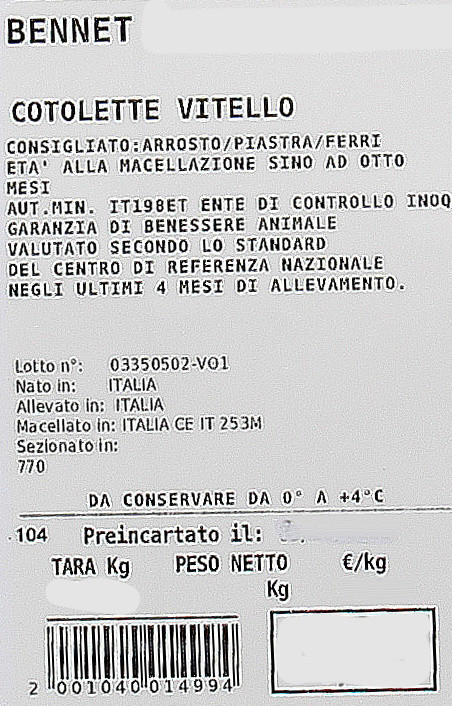 BENNET
COTOLETTE VITELLO
CONSIGLIATO:ARROSTO/PIASTRA/FERRI
ETA' ALLA MACELLAZIONE SINO AD OTTO
MESI
AUT.MIN. IT198ET ENTE DI CONTROLLO INOQ
GARANZIA DI BENESSERE ANIMALE
VALUTATO SECONDO LO STANDARD
DEL CENTRO DI REFERENZA NAZIONALE
NEGLI ULTIMI 4 MESI DI ALLEVAMENTO.
Lotto n°: 03350502-VO1
Nato in: ITALIA
Allevato in: ITALIA
Macellato in: ITALIA CE IT 253M
Sezionato in:
770
DA CONSERVARE DA 0° A +4°C
104 Preincartato il:
TARA Kg PESO NETTO €/kg
Kg
2 001040 014994